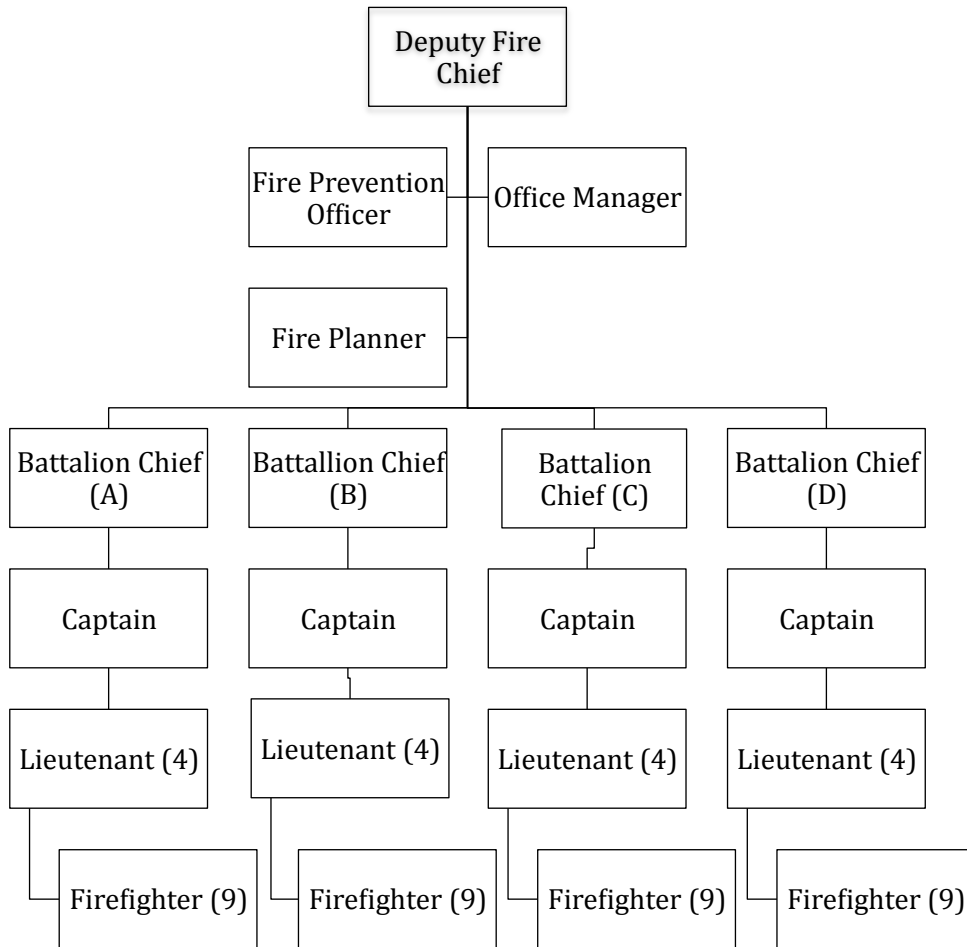 Deputy Fire
Chief
Fire Prevention
Officer
Office Manager
Fire Planner
Battalion Chief
(A)
Battallion Chief
(B)
Battalion
Chief (C)
Battalion Chief
(D)
Captain
Captain
Captain
Captain
Lieutenant (4)
Lieutenant (4)
Lieutenant (4)
Lieutenant (4)
Firefighter (9)
Firefighter (9)
Firefighter (9)
Firefighter (9)